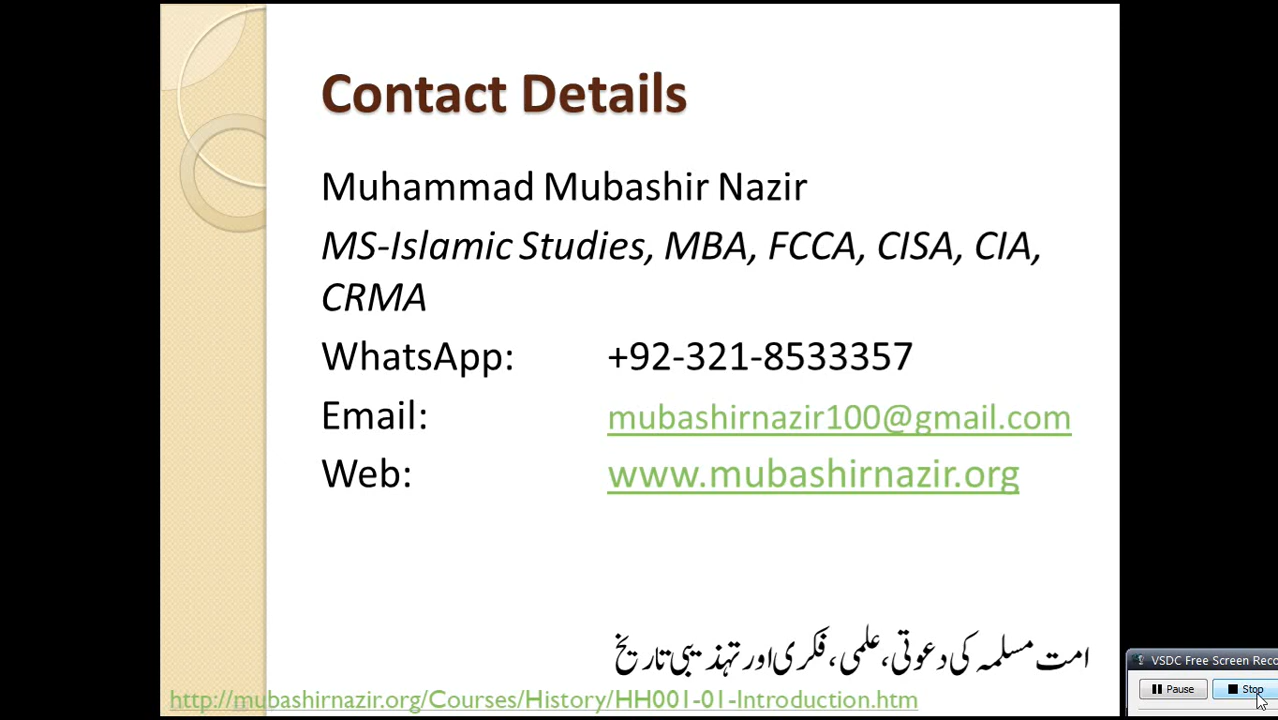 Contact Details
Muhammad Mubashir Nazir
MS-Islamic Studies, MBA, FCCA, CISA, CIA,
CRMA
WhatsApp: +92-321-8533357
Email: mubashirnazir100@gmail.com
Web: www.mubashirnazir.org
امت مسلمہ کی دعوتی، علمی، فکری اور تہذیبی تاریخ
http://mubashirnazir.org/Courses/History/HH001-01-Introduction.htm
VSDC Free Screen Reco
Pause
Stop